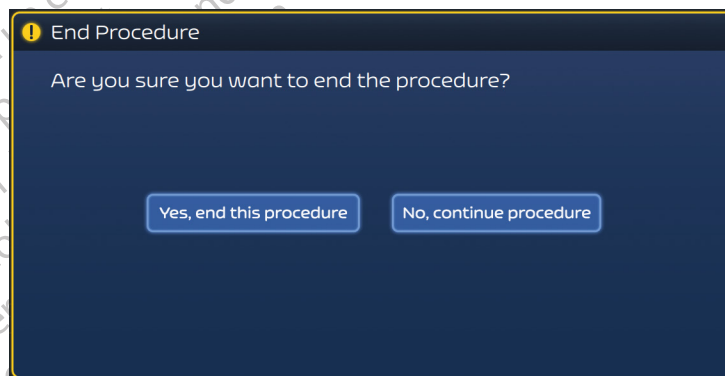 End Procedure
Are you sure you want to end the procedure?
Yes, end this procedure
No, continue procedure